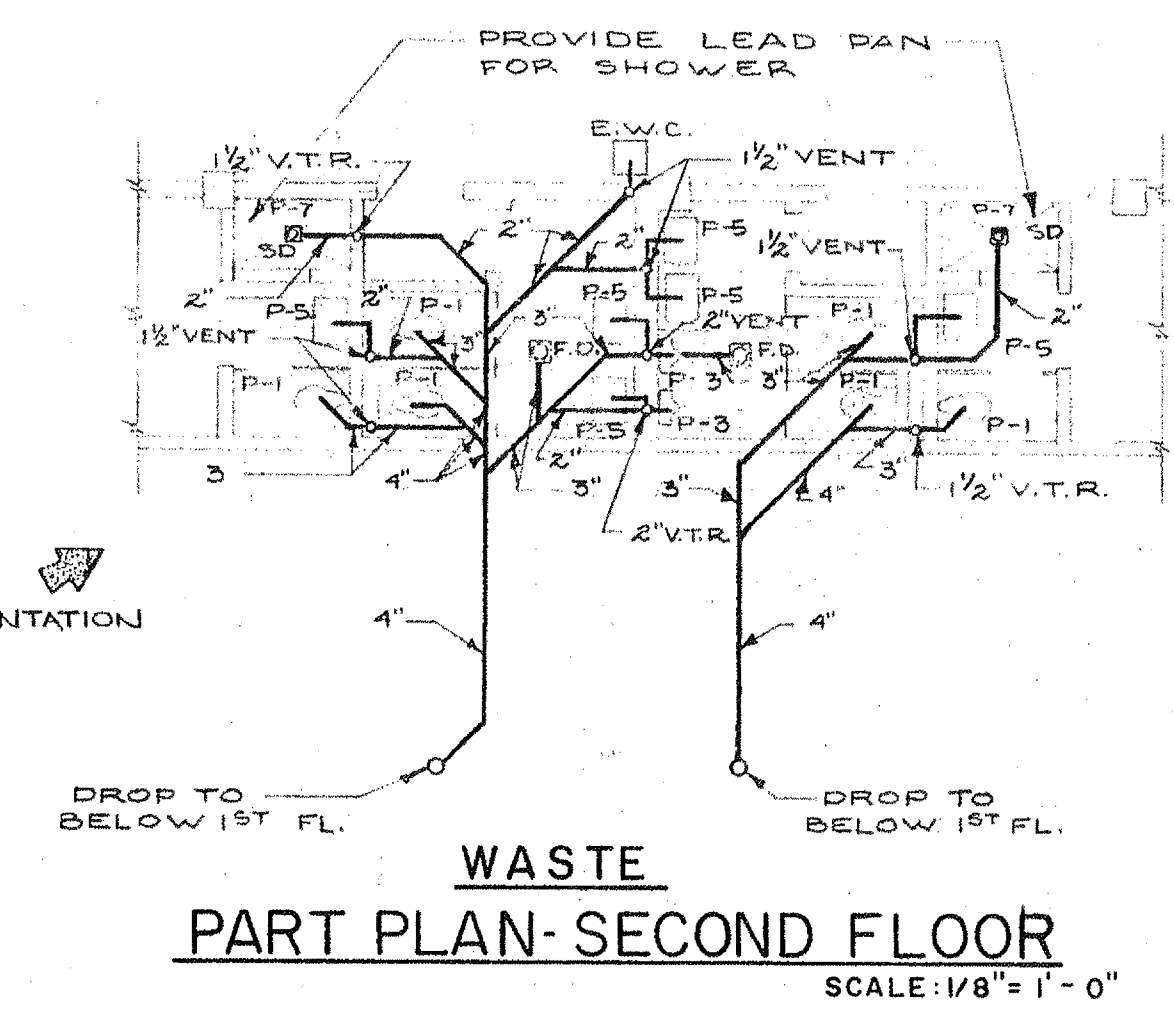 PROVIDE LEAD PAN
FOR SHOWER
E.W.C.
1½" V.T.R.
1½" VENT
P-7
SD
2"
2"
P-5
P-7
SD
1½" VENT
2"
P-5
2"
P-1
P-5
P-5
P-1
2"
1½" VENT
3"
3"
F.D.
2" VENT
F.D.
P-5
P-1
P-1
P-3
3"
P-1
P-5
P-3
P-1
3
4"
2"
3"
3"
4"
3"
1½" V.T.R.
2" V.T.R.
NTATION
4"
4"
DROP TO
BELOW 1ST FL.
DROP TO
BELOW 1ST FL.
WASTE
PART PLAN- SECOND FLOOR
SCALE: 1/8" = 1' - 0"